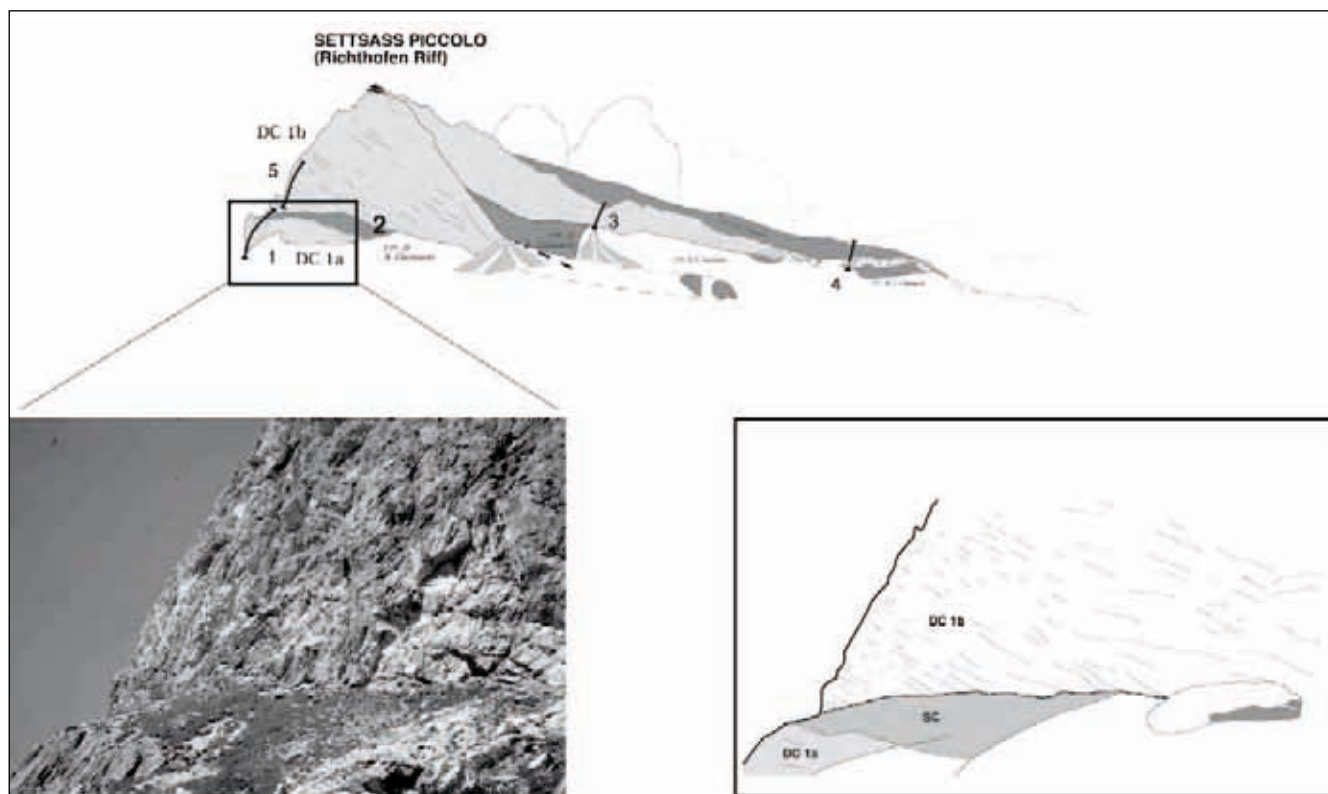 SETTSASS PICCOLO
(Richthofen Riff)
DC 1b
5
2
3
1
DC 1a
4
DC 1b
SC
DC 1a